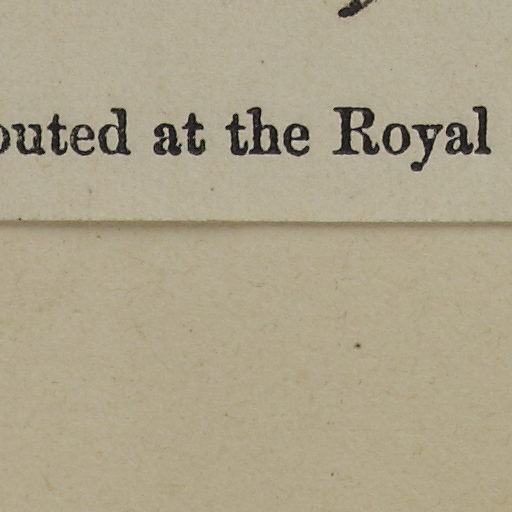 outed at the Royal